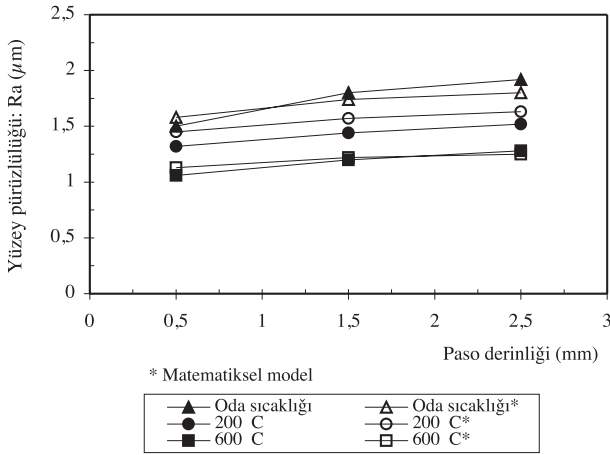 2,5
2
1,5
1
0,5
0
Yüzey pürüzlülüğü: Ra (µm)
0 0,5 1 1,5 2 2,5 3
Paso derinliği (mm)
* Matematiksel model
Oda sıcaklığı Oda sıcaklığı*
200 C 200 C*
600 C 600 C*